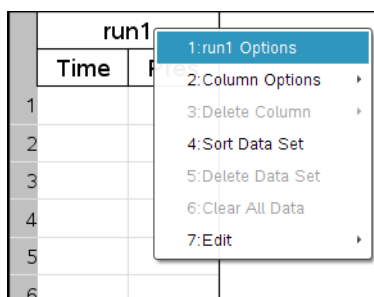 run1
Time
1:run1 Options
2:Column Options
3:Delete Column
4:Sort Data Set
5:Delete Data Set
6:Clear All Data
7:Edit
1
2
3
4
5
6